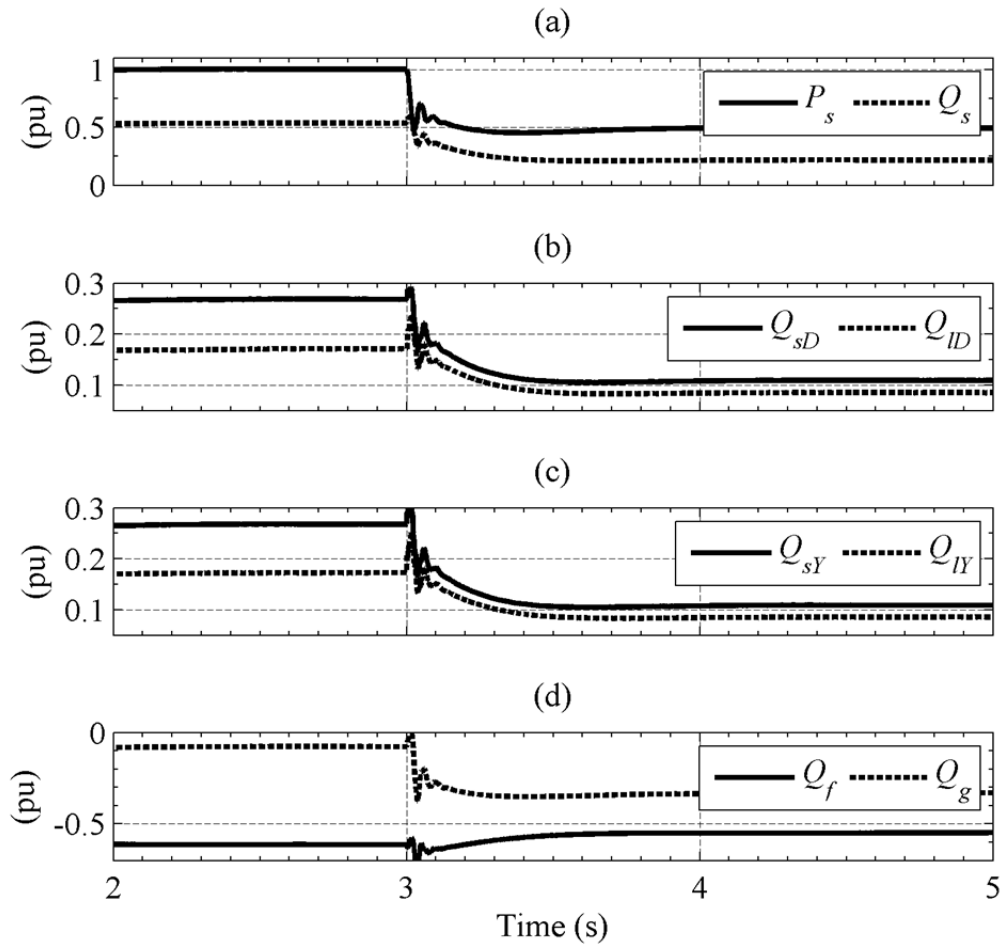 (a)
1
0.5
0
(pu)
P_s Q_s
(b)
0.3
0.2
0.1
(pu)
Q_sD Q_lD
(c)
0.3
0.2
0.1
(pu)
Q_sY Q_lY
(d)
0
-0.5
(pu)
Q_f Q_g
2 3 4 5
Time (s)